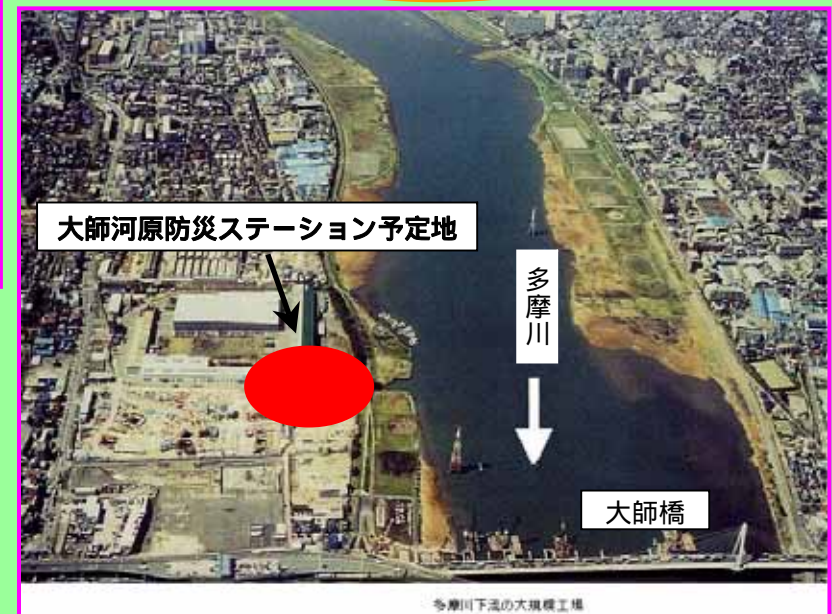 大師河原防災ステーション予定地
多摩川
大師橋
多摩川下流の大規模工場